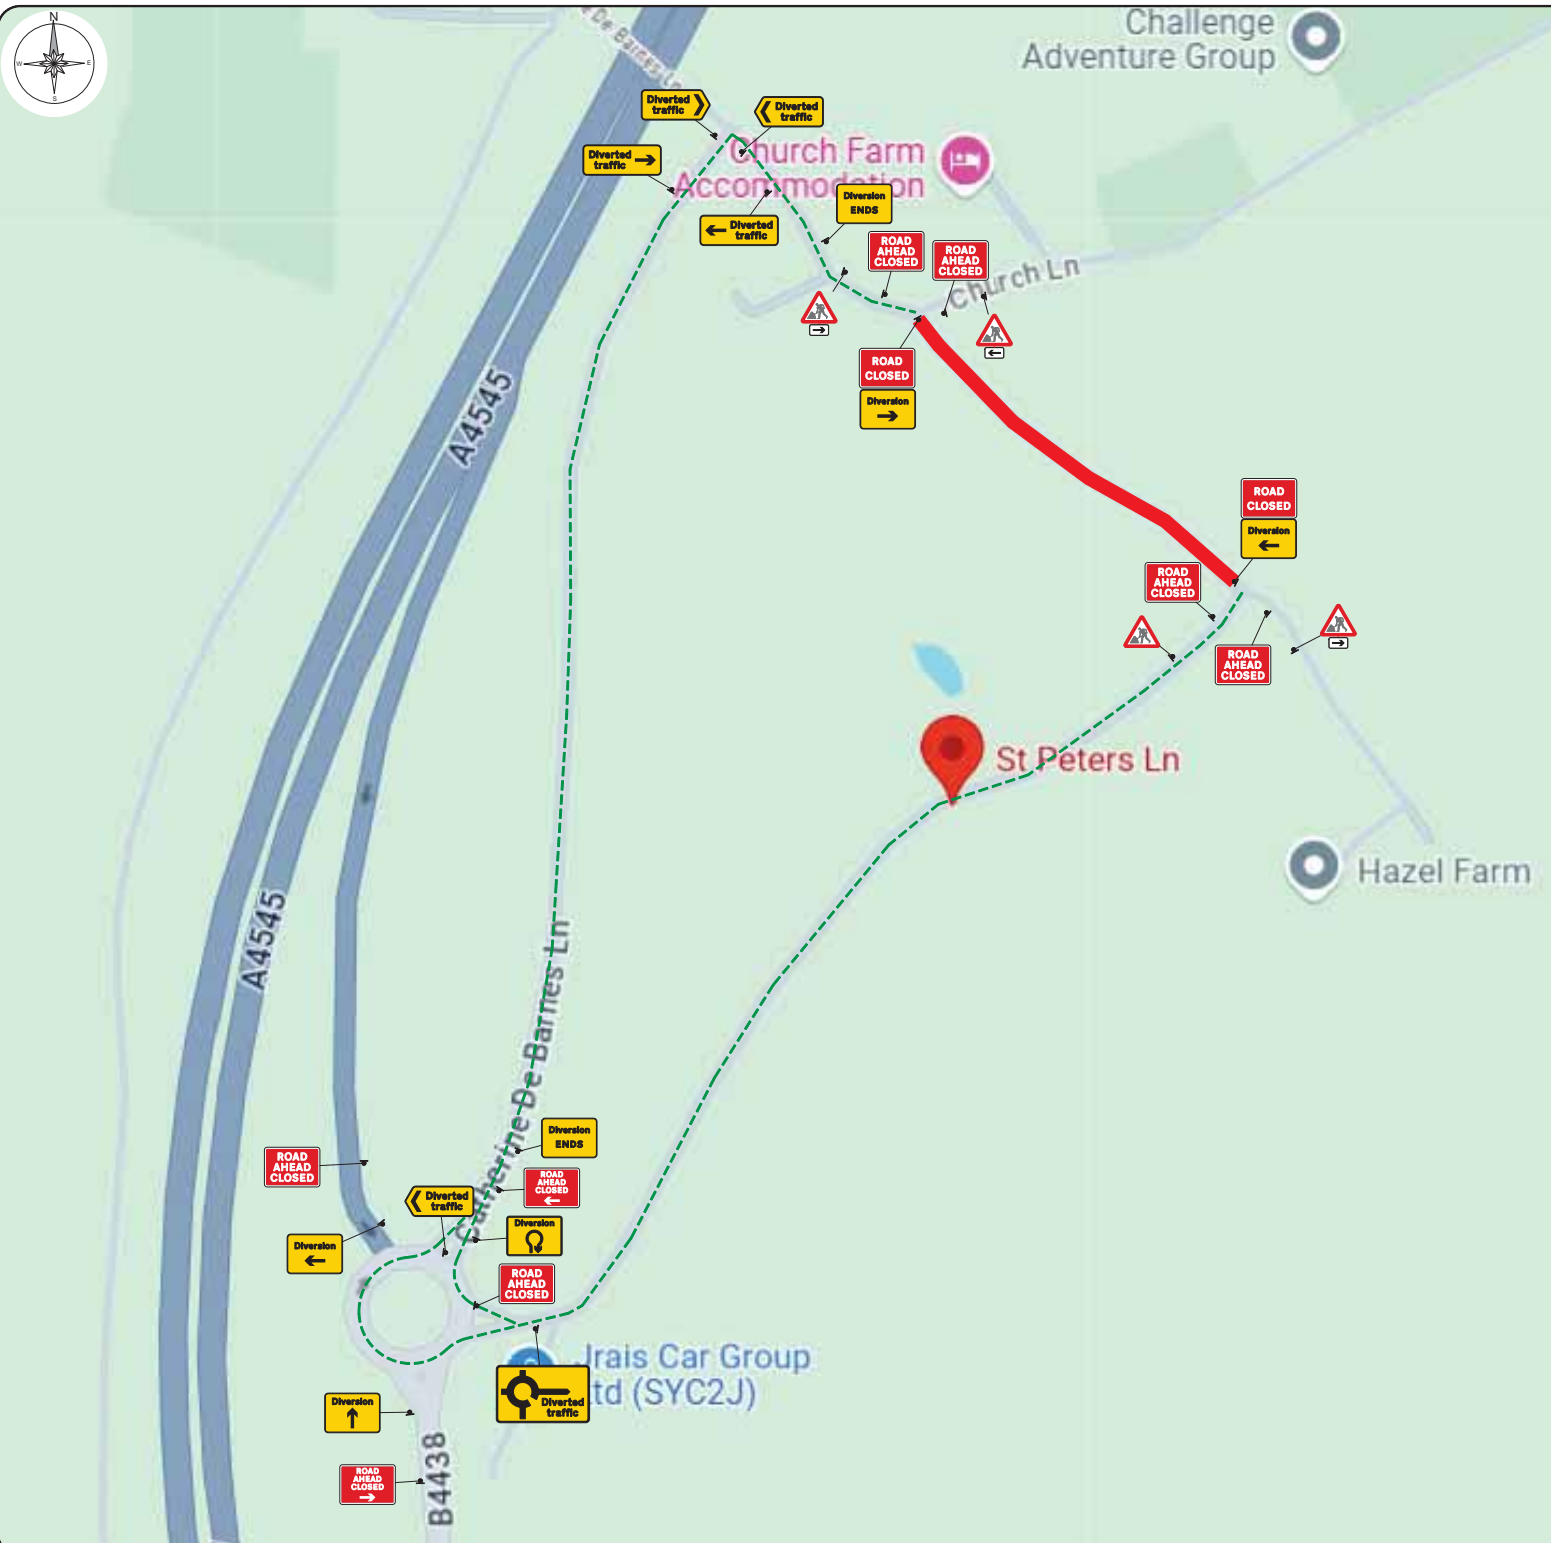 N
W
E
S
De Barnes Ln
Challenge
Adventure Group
Diverted
traffic
Diverted
traffic
Diverted
traffic
Church Farm
Accommodation
Diverted
traffic
Diversion
ENDS
ROAD
AHEAD
CLOSED
ROAD
AHEAD
CLOSED
Church Ln
ROAD
CLOSED
Diversion
A4545
ROAD
CLOSED
Diversion
ROAD
AHEAD
CLOSED
ROAD
AHEAD
CLOSED
St Peters Ln
Hazel Farm
A4545
Catherine De Barnes Ln
Diversion
ENDS
ROAD
AHEAD
CLOSED
ROAD
AHEAD
CLOSED
Diverted
traffic
Diversion
Diversion
ROAD
AHEAD
CLOSED
Jrais Car Group
Ltd (SYC2J)
Diverted
traffic
Diversion
ROAD
AHEAD
CLOSED
B4438